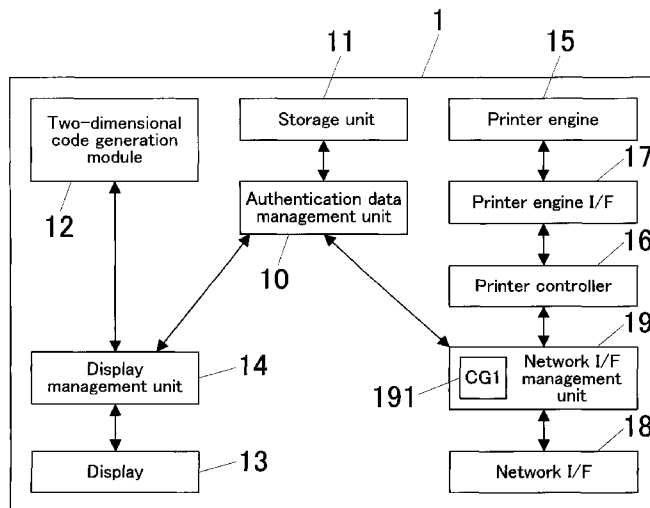 1
11
15
Two-dimensional
code generation
module
Storage unit
Printer engine
17
12
Authentication data
management unit
Printer engine I/F
10
16
Printer controller
19
Display
management unit
14
191
CG1
Network I/F
management
unit
18
Display
13
Network I/F